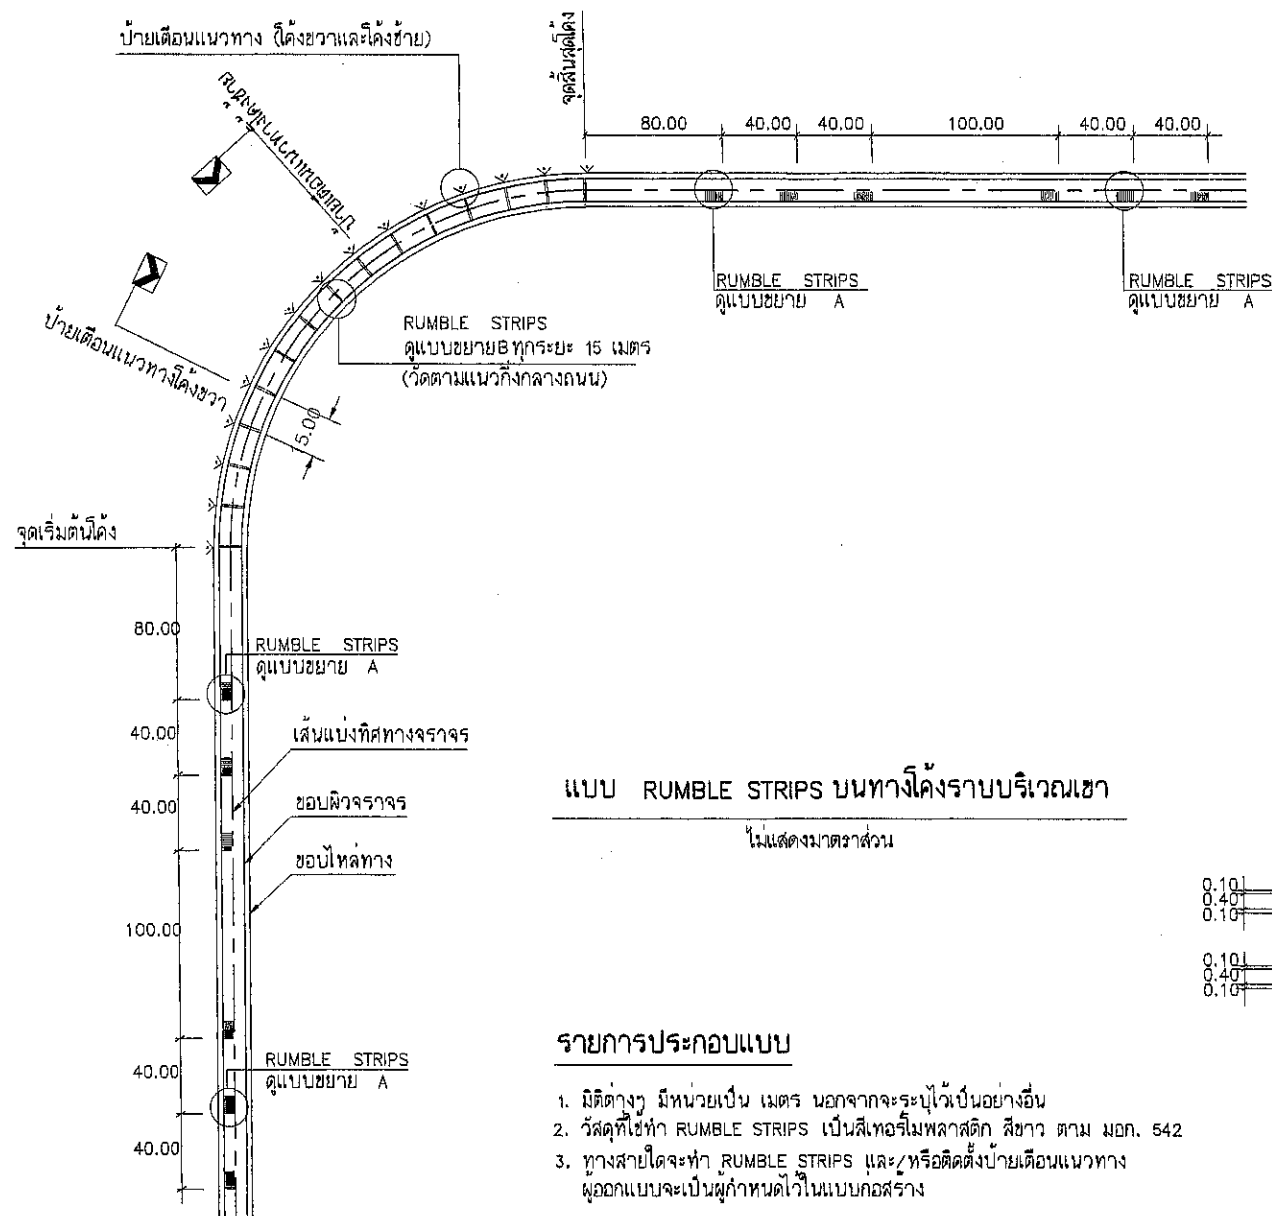 ป้ายเตือนแนวทาง (โค้งขวาและโค้งซ้าย)
จุดสิ้นสุดโค้ง
80.00 40.00 40.00 100.00 40.00 40.00
ป้ายเตือนแนวทางโค้งซ้าย
RUMBLE STRIPS
ดูแบบขยาย A
RUMBLE STRIPS
ดูแบบขยาย A
ป้ายเตือนแนวทางโค้งขวา
RUMBLE STRIPS
ดูแบบขยายB ทุกระยะ 15 เมตร
(วัดตามแนวกึ่งกลางถนน)
5.00
จุดเริ่มต้นโค้ง
80.00
RUMBLE STRIPS
ดูแบบขยาย A
40.00
เส้นแบ่งทิศทางจราจร
40.00
ขอบผิวจราจร
ขอบไหล่ทาง
100.00
RUMBLE STRIPS
ดูแบบขยาย A
40.00
40.00
แบบ RUMBLE STRIPS บนทางโค้งราบบริเวณเขา
ไม่แสดงมาตราส่วน
0.10
0.40
0.10
0.10
0.40
0.10
รายการประกอบแบบ
1. มิติต่างๆ มีหน่วยเป็น เมตร นอกจากจะระบุไว้เป็นอย่างอื่น
2. วัสดุที่ใช้ทำ RUMBLE STRIPS เป็นสีเทอร์โมพลาสติก สีขาว ตาม มอก. 542
3. ทางสายใดจะทำ RUMBLE STRIPS และ/หรือติดตั้งป้ายเตือนแนวทาง
ผู้ออกแบบจะเป็นผู้กำหนดไว้ในแบบก่อสร้าง